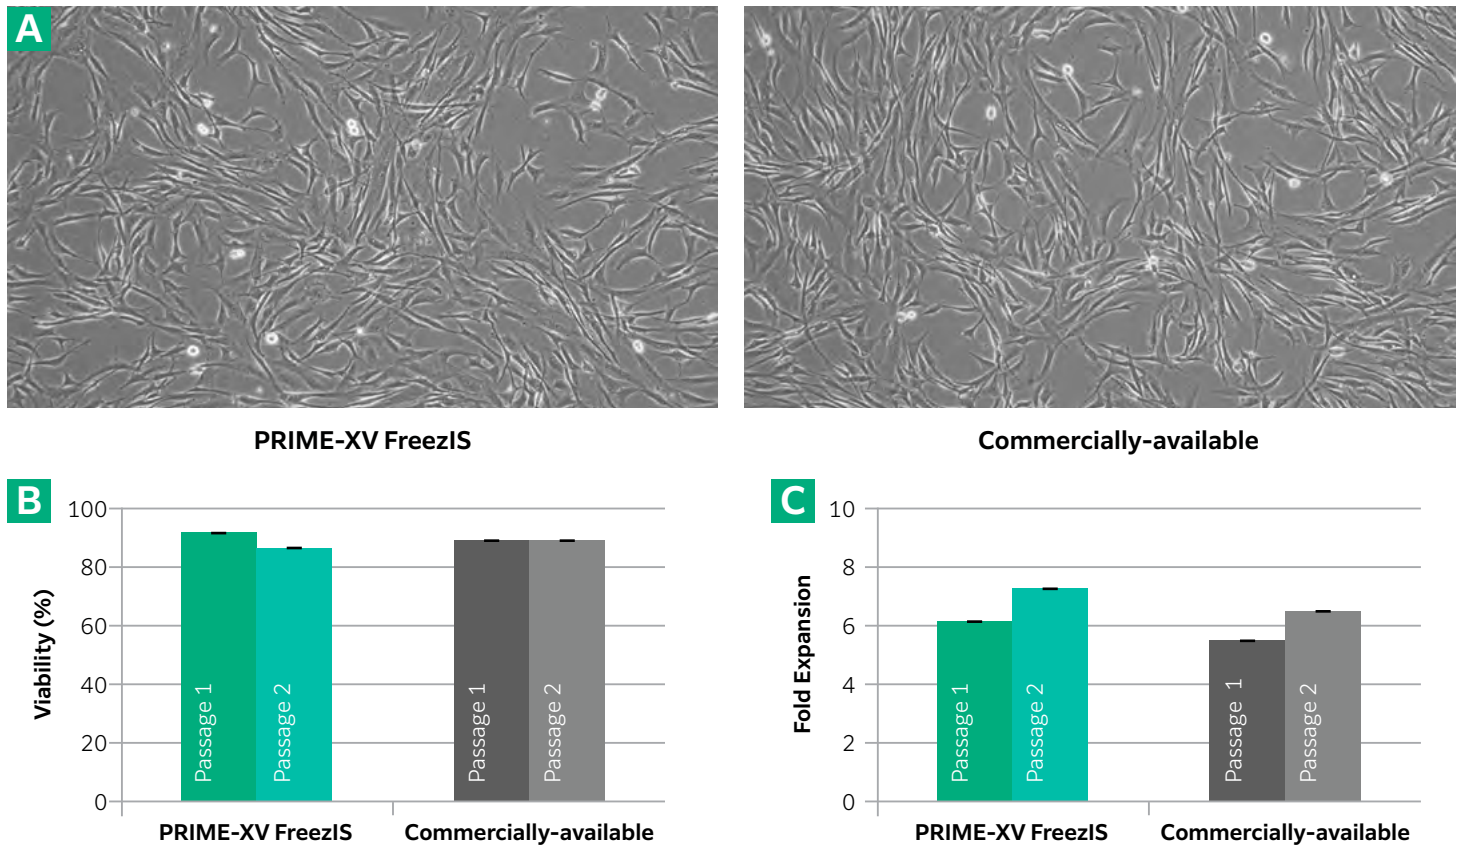 A
PRIME-XV FreezIS
Commercially-available
B
100
80
60
40
20
0
Viability (%)
Passage 1
Passage 2
Passage 1
Passage 2
PRIME-XV FreezIS
Commercially-available
C
10
8
6
4
2
0
Fold Expansion
Passage 1
Passage 2
Passage 1
Passage 2
PRIME-XV FreezIS
Commercially-available